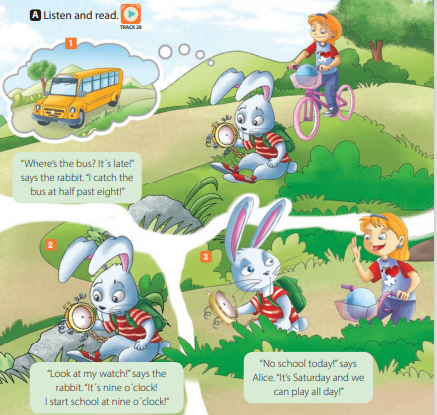 A Listen and read.
TRACK 28
1
"Where's the bus? It´s late!"
says the rabbit. "I catch the
bus at half past eight!"
2
"Look at my watch!" says the
rabbit. "It´s nine o´clock!
I start school at nine o´clock!"
3
"No school today!" says
Alice. "It's Saturday and we
can play all day!"